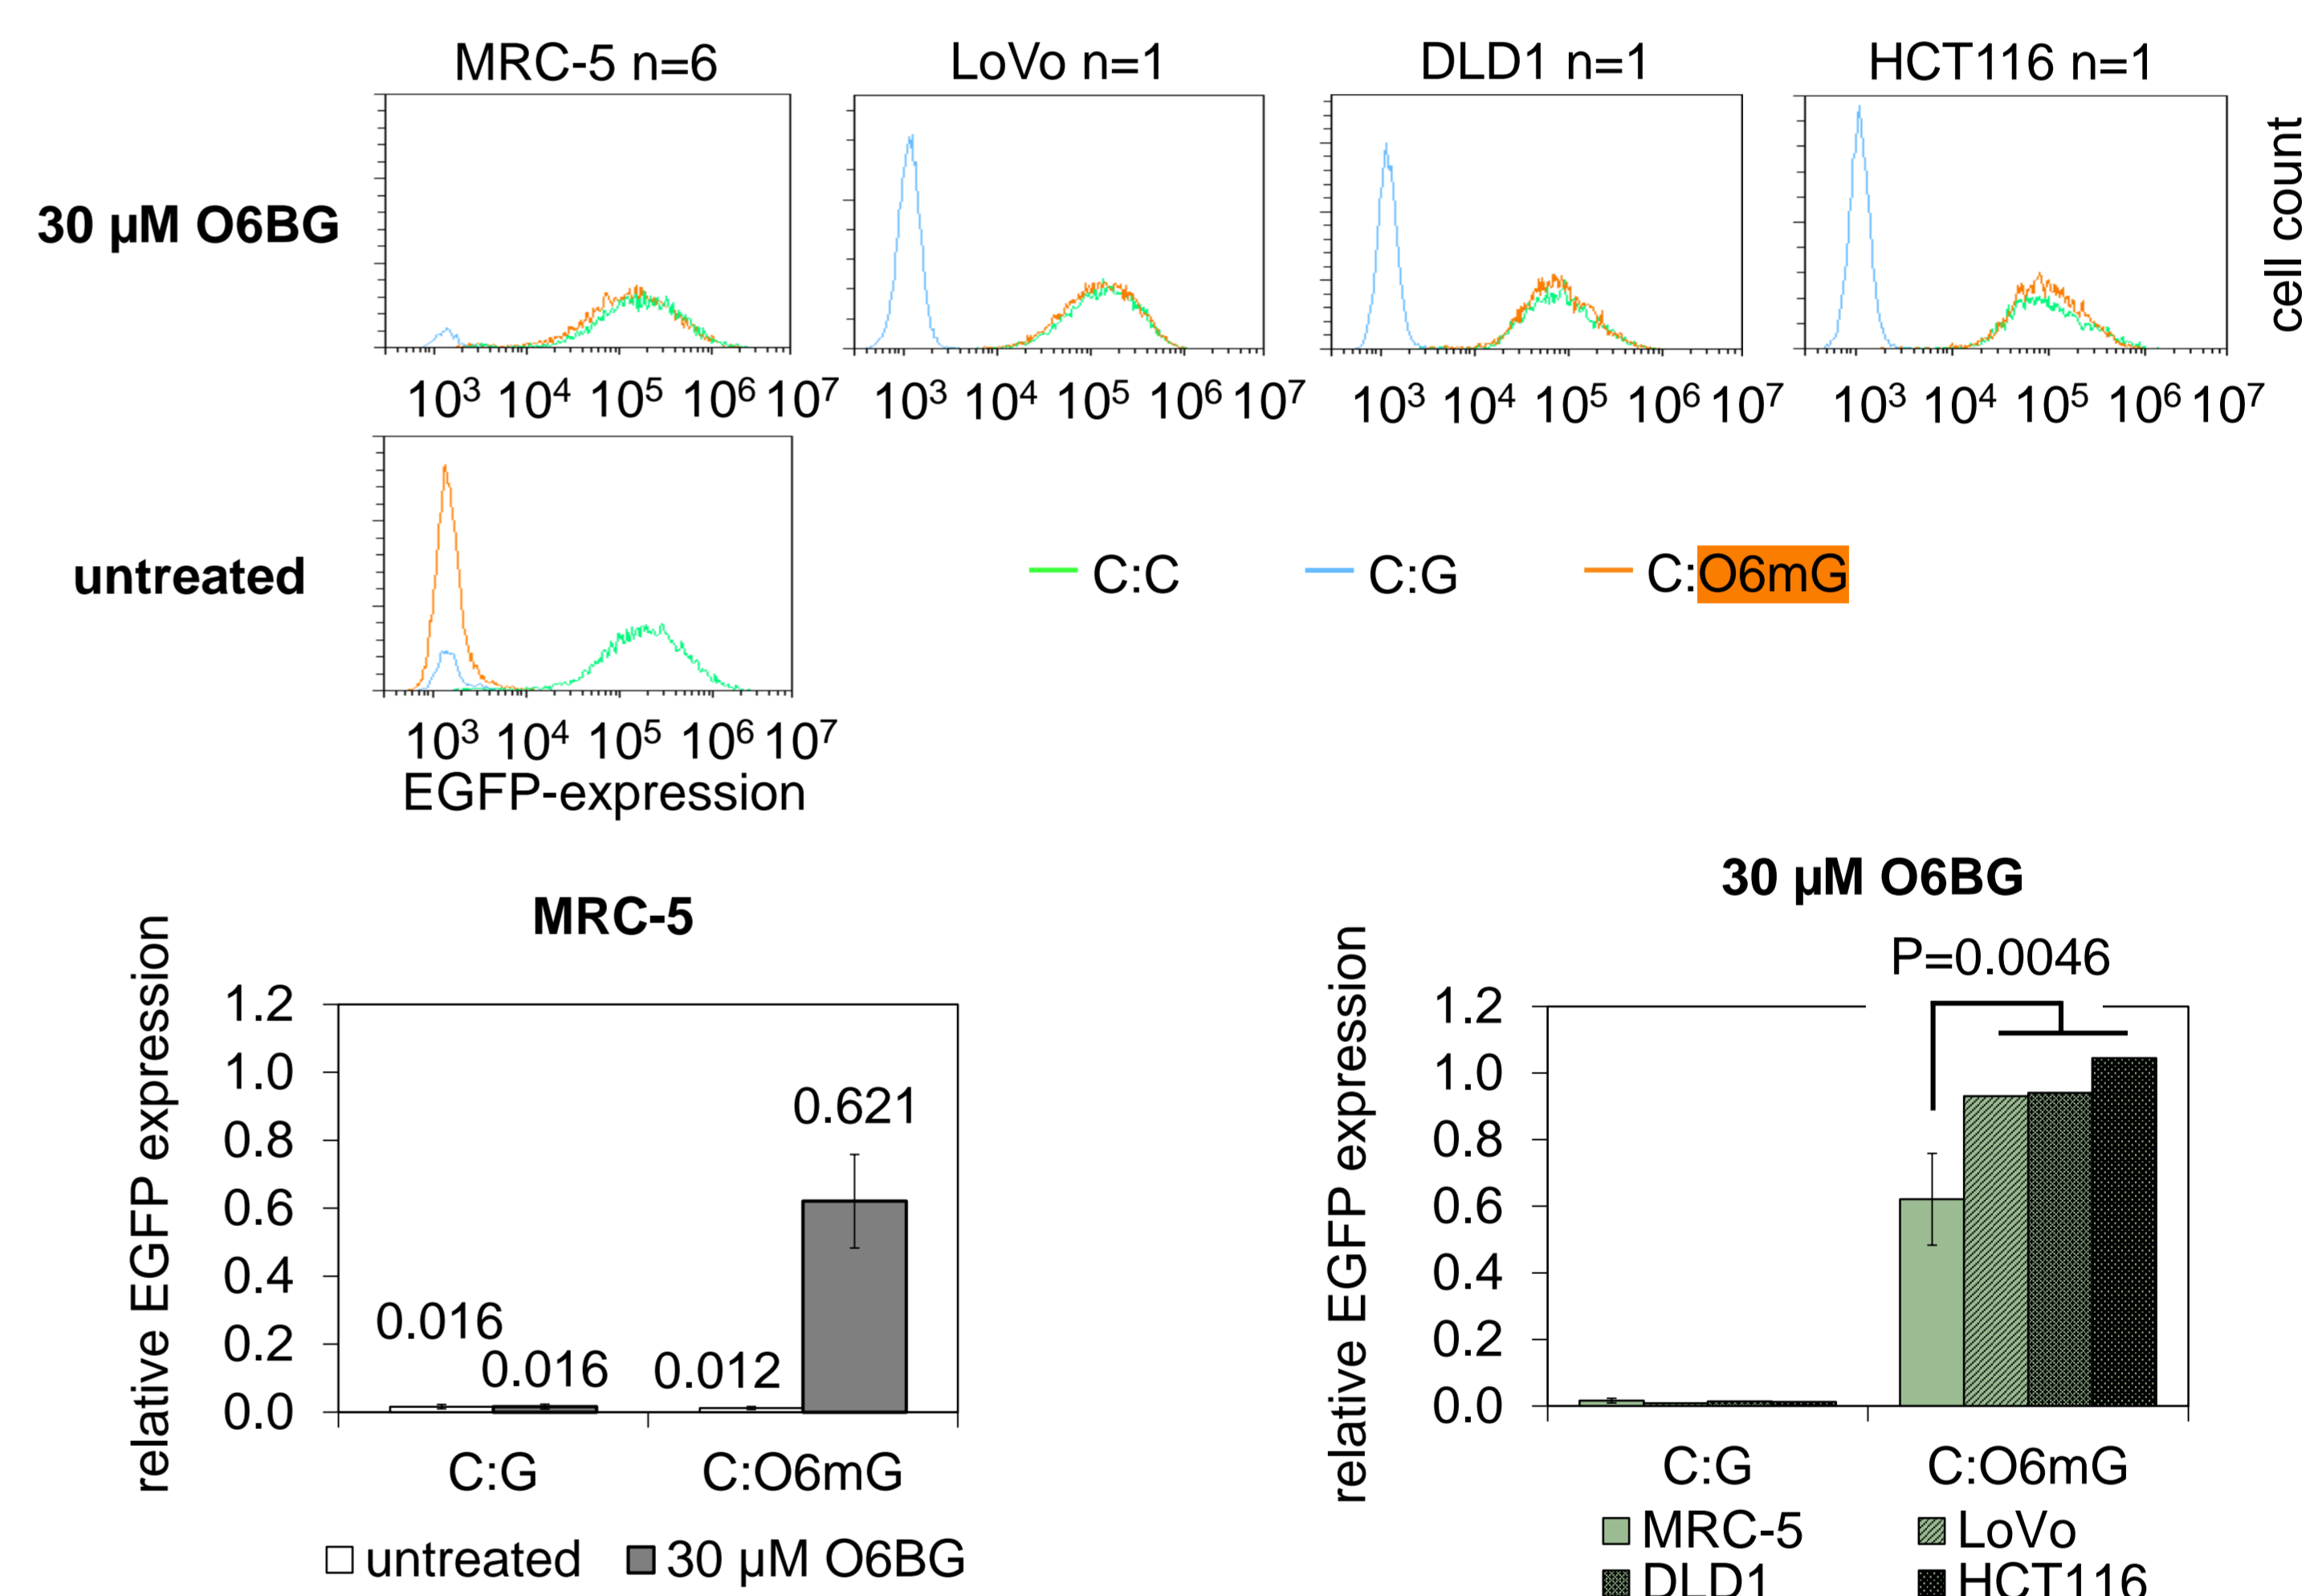 MRC-5 n=6
LoVo n=1
DLD1 n=1
HCT116 n=1
30 µM O6BG
cell count
10³ 10⁴ 10⁵ 10⁶ 10⁷
10³ 10⁴ 10⁵ 10⁶ 10⁷
10³ 10⁴ 10⁵ 10⁶ 10⁷
10³ 10⁴ 10⁵ 10⁶ 10⁷
untreated
C:C
C:G
C:O6mG
10³ 10⁴ 10⁵ 10⁶ 10⁷
EGFP-expression
MRC-5
relative EGFP expression
1.2
1.0
0.8
0.6
0.4
0.2
0.0
0.016
0.016
0.012
0.621
C:G
C:O6mG
untreated
30 µM O6BG
30 µM O6BG
P=0.0046
relative EGFP expression
1.2
1.0
0.8
0.6
0.4
0.2
0.0
C:G
C:O6mG
MRC-5
LoVo
DLD1
HCT116